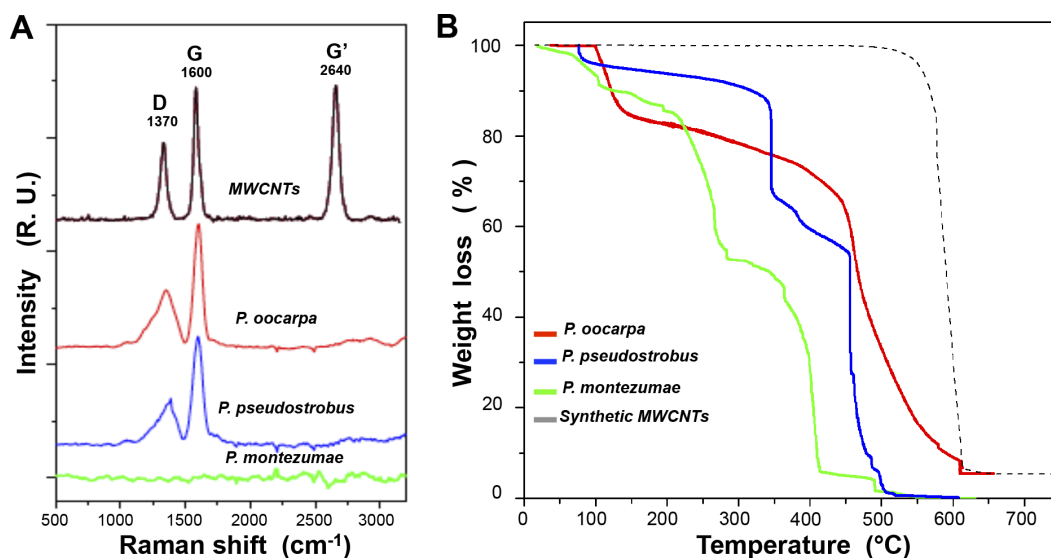 A
D
1370
G
1600
G’
2640
MWCNTs
P. oocarpa
P. pseudostrobus
P. montezumae
Intensity (R. U.)
500 1000 1500 2000 2500 3000
Raman shift (cm-1)
B
100
80
60
40
20
0
Weight loss ( % )
P. oocarpa
P. pseudostrobus
P. montezumae
Synthetic MWCNTs
0 100 200 300 400 500 600 700
Temperature (°C)